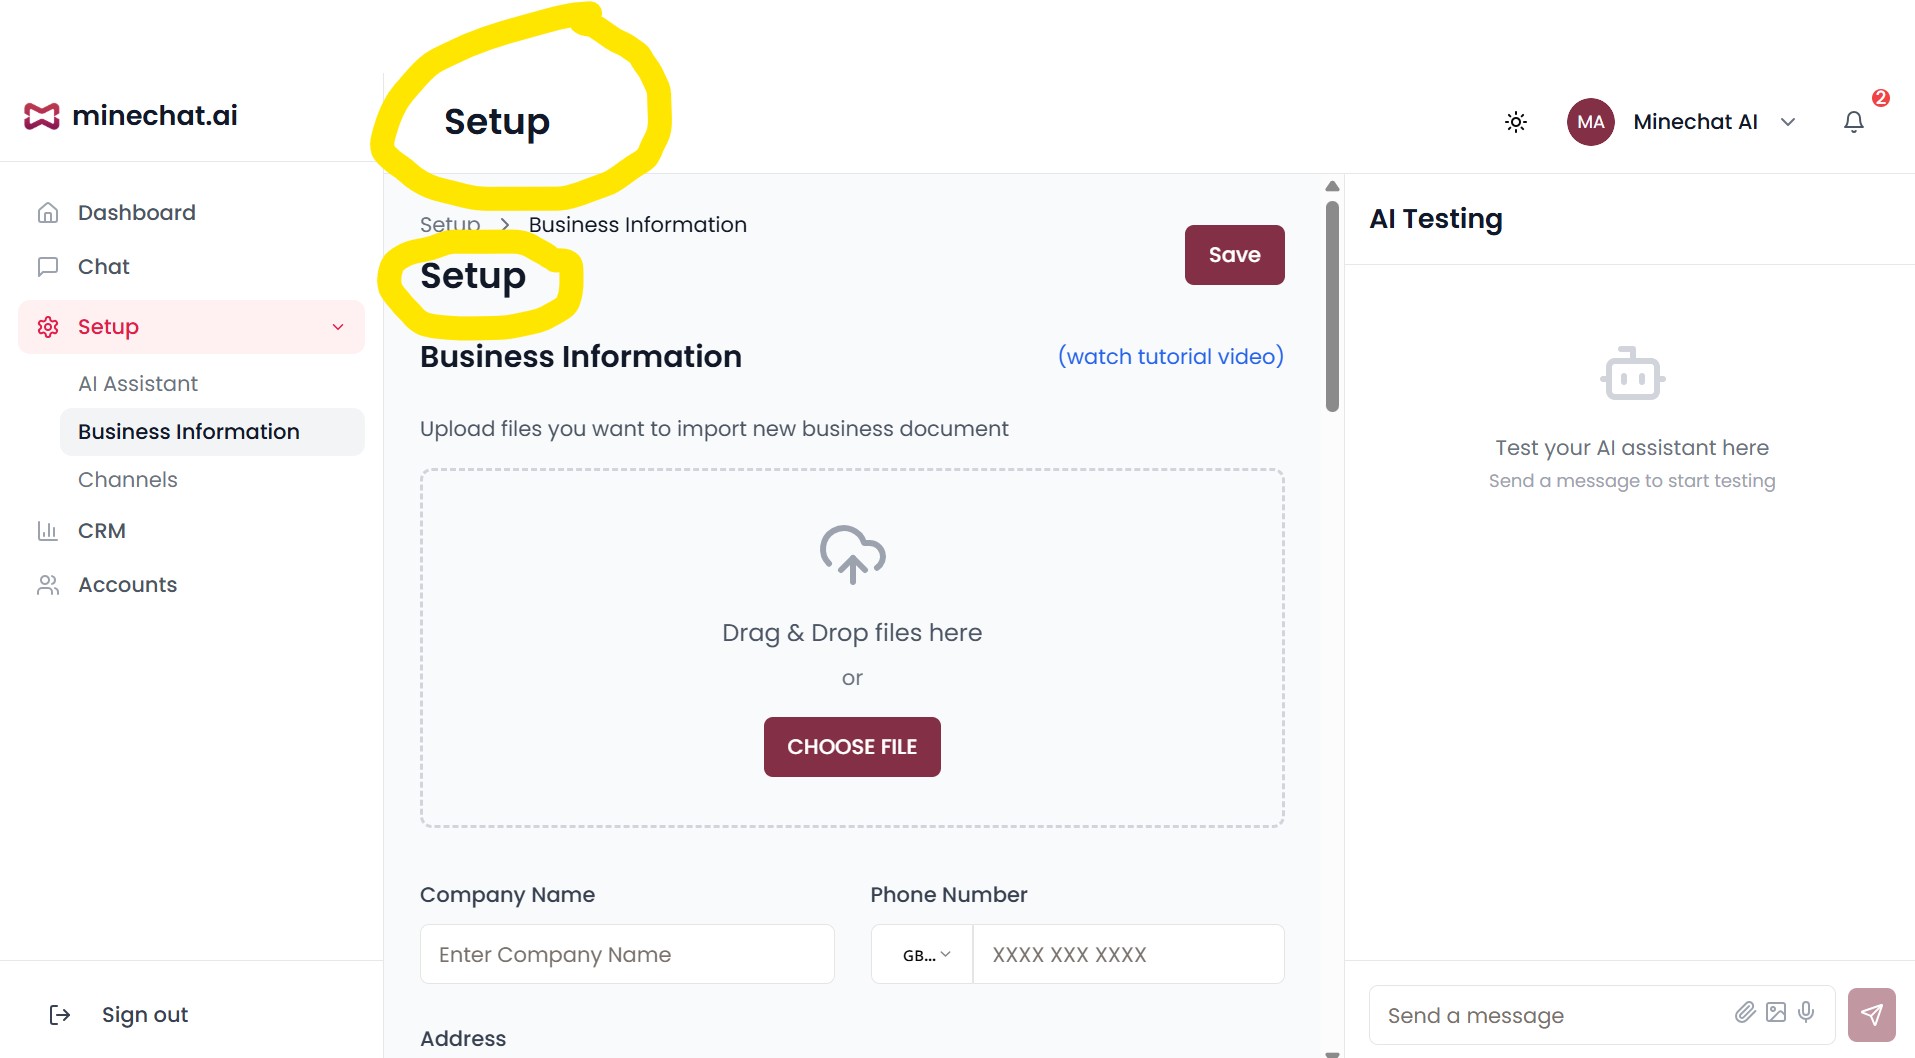 minechat.ai
Setup
MA
Minechat AI
2
Dashboard
Chat
Setup
AI Assistant
Business Information
Channels
CRM
Accounts
Sign out
Setup > Business Information
Setup
Save
Business Information
(watch tutorial video)
Upload files you want to import new business document
Drag & Drop files here
or
CHOOSE FILE
Company Name
Phone Number
Enter Company Name
GB...
XXXX XXX XXXX
Address
AI Testing
Test your AI assistant here
Send a message to start testing
Send a message